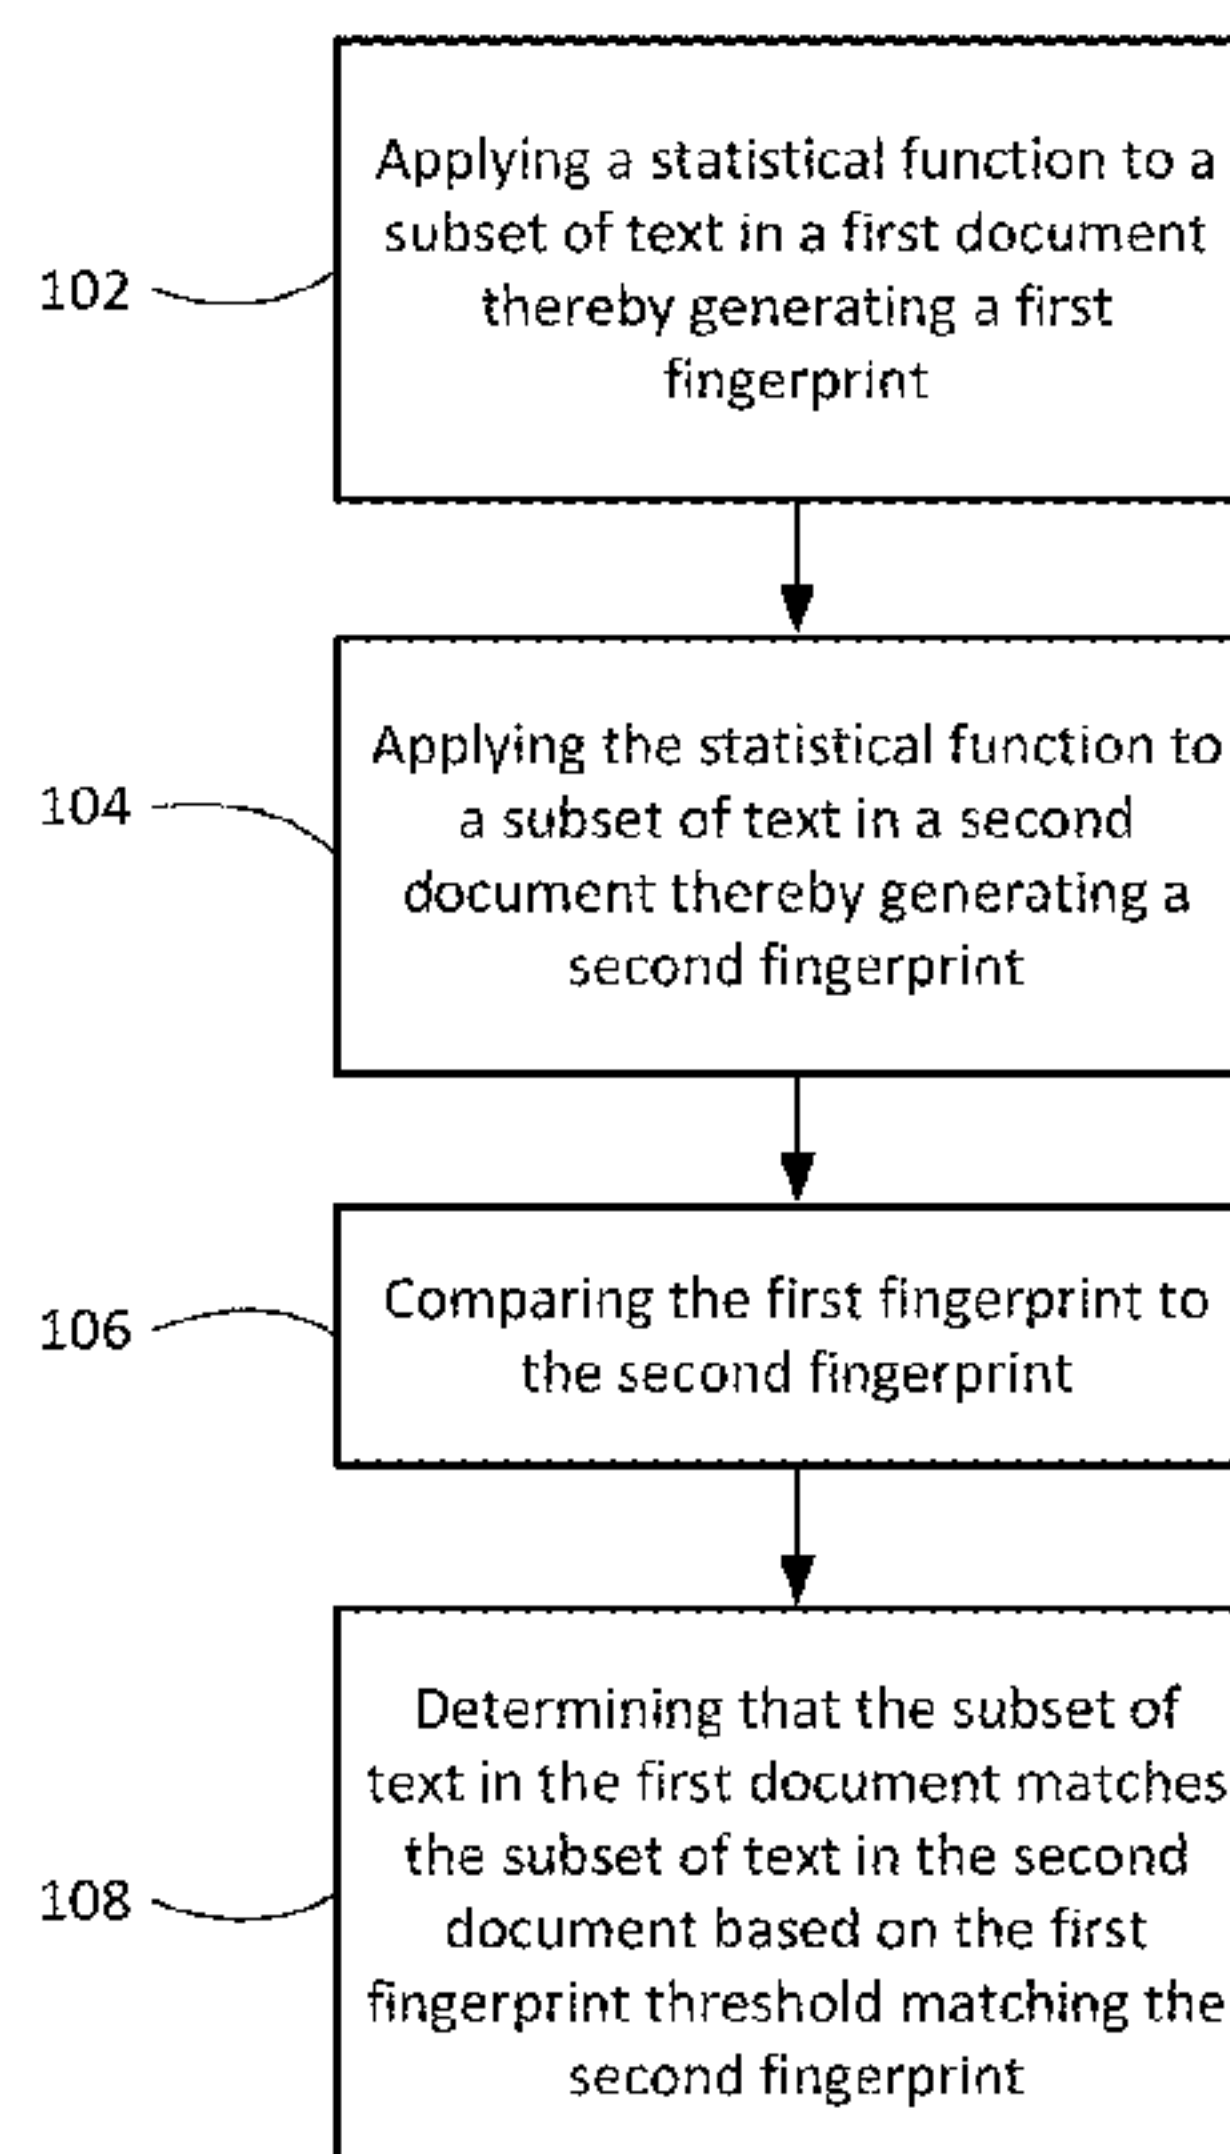 Applying a statistical function to a
subset of text in a first document
thereby generating a first
fingerprint
102
Applying the statistical function to
a subset of text in a second
document thereby generating a
second fingerprint
104
Comparing the first fingerprint to
the second fingerprint
106
Determining that the subset of
text in the first document matches
the subset of text in the second
document based on the first
fingerprint threshold matching the
second fingerprint
108